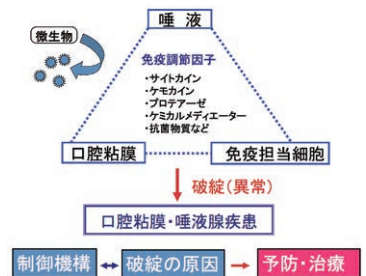 唾液
微生物
免疫調節因子
・サイトカイン
・ケモカイン
・プロテアーゼ
・ケミカルメディエーター
・抗菌物質など
口腔粘膜 免疫担当細胞
破綻(異常)
口腔粘膜・唾液腺疾患
制御機構 破綻の原因 予防・治療